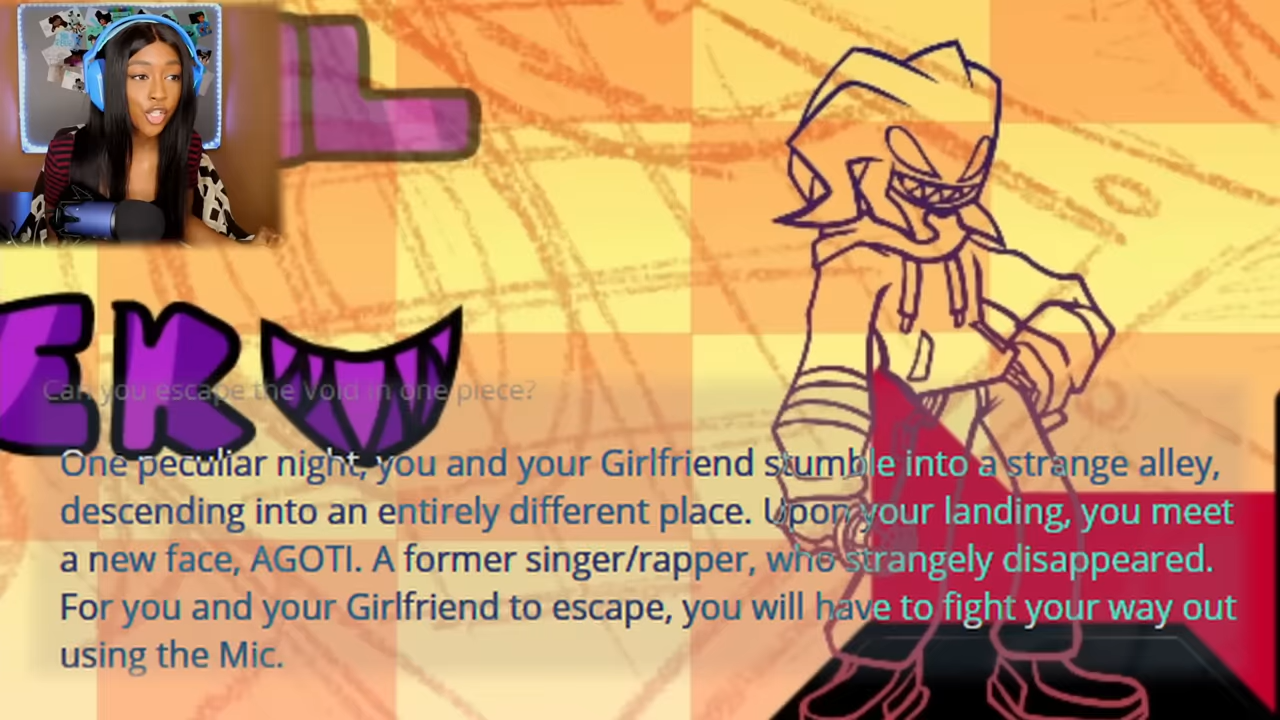 EK
Can you escape the Void in one piece?
One peculiar night, you and your Girlfriend stumble into a strange alley,
descending into an entirely different place. Upon your landing, you meet
a new face, AGOTI. A former singer/rapper, who strangely disappeared.
For you and your Girlfriend to escape, you will have to fight your way out
using the Mic.